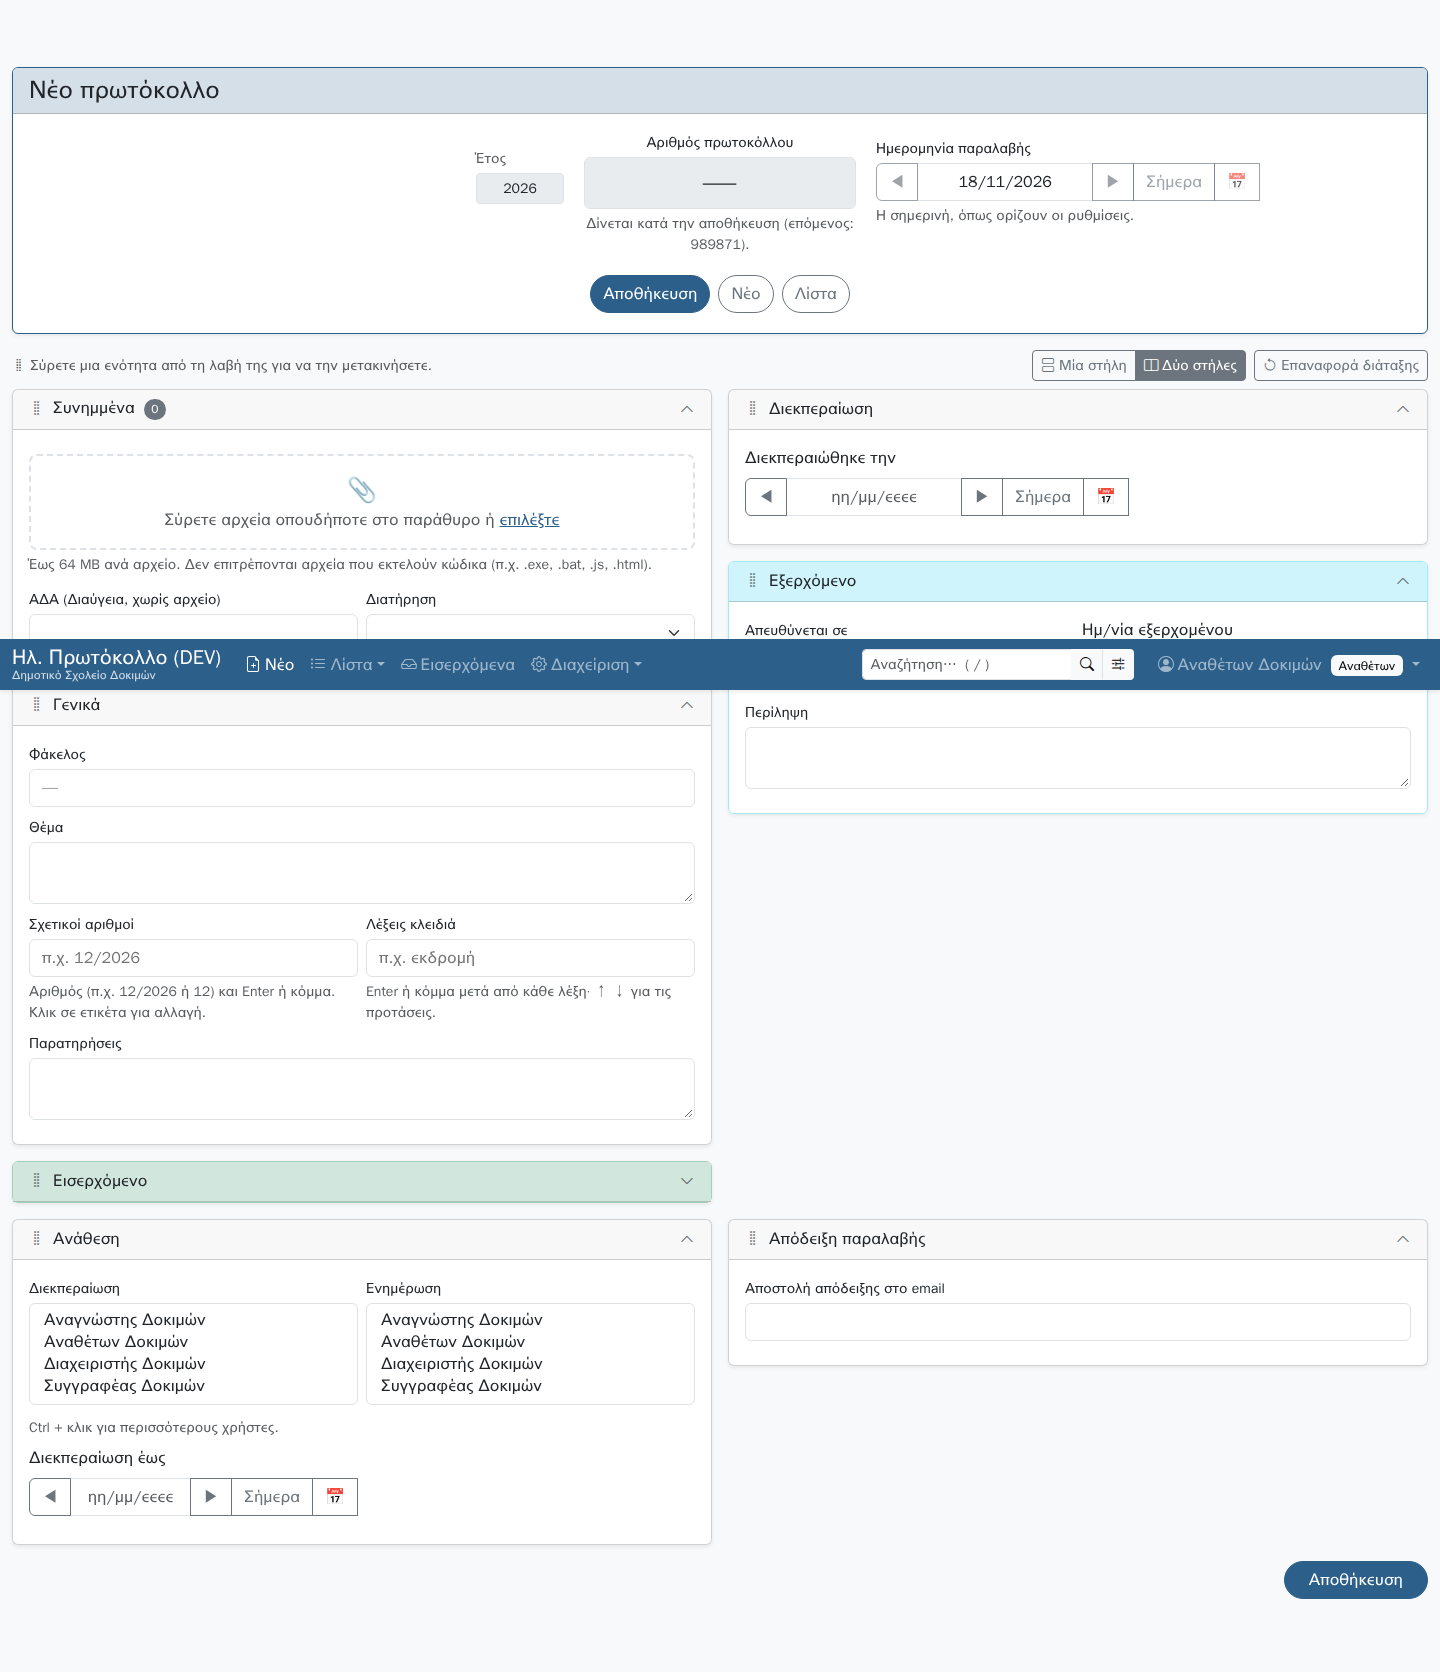 Νέο πρωτόκολλο
Έτος
2026
Αριθμός πρωτοκόλλου
——
Δίνεται κατά την αποθήκευση (επόμενος: 989871).
Ημερομηνία παραλαβής
◀ 18/11/2026 ▶ Σήμερα 📅
Η σημερινή, όπως ορίζουν οι ρυθμίσεις.
Αποθήκευση Νέο Λίστα
Σύρετε μια ενότητα από τη λαβή της για να την μετακινήσετε.
Μία στήλη Δύο στήλες Επαναφορά διάταξης
Συνημμένα 0
Σύρετε αρχεία οπουδήποτε στο παράθυρο ή επιλέξτε
Έως 64 MB ανά αρχείο. Δεν επιτρέπονται αρχεία που εκτελούν κώδικα (π.χ. .exe, .bat, .js, .html).
ΑΔΑ (Διαύγεια, χωρίς αρχείο) Διατήρηση
Διεκπεραίωση
Διεκπεραιώθηκε την
◀ ηη/μμ/εεεε ▶ Σήμερα 📅
Εξερχόμενο
Απευθύνεται σε Ημ/νία εξερχομένου
Ηλ. Πρωτόκολλο (DEV)
Δημοτικό Σχολείο Δοκιμών
Νέο Λίστα Εισερχόμενα Διαχείριση
Αναζήτηση… ( / )
Αναθέτων Δοκιμών Αναθέτων
Περίληψη
Γενικά
Φάκελος
—
Θέμα
Σχετικοί αριθμοί Λέξεις κλειδιά
π.χ. 12/2026 π.χ. εκδρομή
Αριθμός (π.χ. 12/2026 ή 12) και Enter ή κόμμα. Κλικ σε ετικέτα για αλλαγή.
Enter ή κόμμα μετά από κάθε λέξη· ↑ ↓ για τις προτάσεις.
Παρατηρήσεις
Εισερχόμενο
Ανάθεση
Διεκπεραίωση
Αναγνώστης Δοκιμών
Αναθέτων Δοκιμών
Διαχειριστής Δοκιμών
Συγγραφέας Δοκιμών
Ενημέρωση
Αναγνώστης Δοκιμών
Αναθέτων Δοκιμών
Διαχειριστής Δοκιμών
Συγγραφέας Δοκιμών
Ctrl + κλικ για περισσότερους χρήστες.
Διεκπεραίωση έως
◀ ηη/μμ/εεεε ▶ Σήμερα 📅
Απόδειξη παραλαβής
Αποστολή απόδειξης στο email
Αποθήκευση